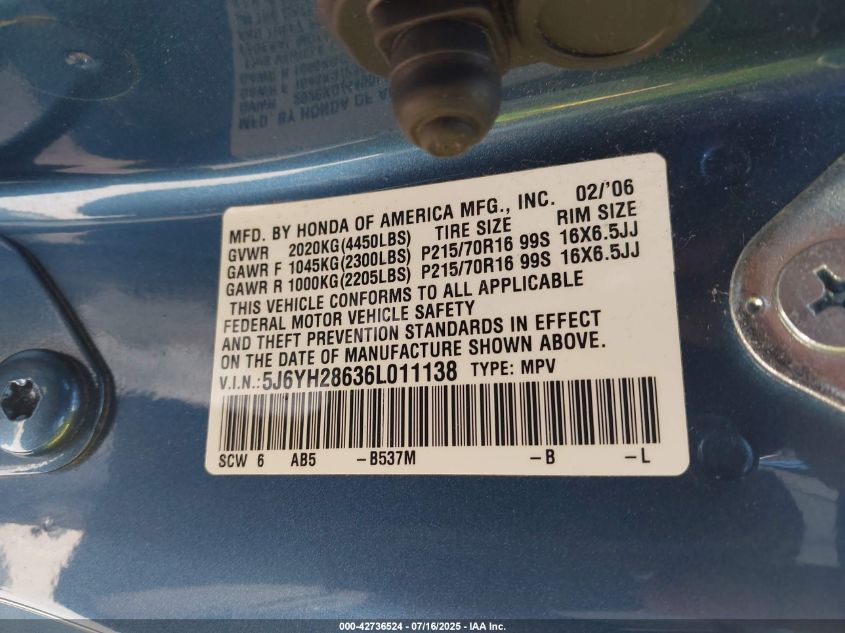 MFD. BY HONDA OF AMERICA MFG., INC. 02/'06
GVWR 2020KG(4450LBS) TIRE SIZE RIM SIZE
GAWR F 1045KG(2300LBS) P215/70R16 99S 16X6.5JJ
GAWR R 1000KG(2205LBS) P215/70R16 99S 16X6.5JJ
THIS VEHICLE CONFORMS TO ALL APPLICABLE
FEDERAL MOTOR VEHICLE SAFETY
AND THEFT PREVENTION STANDARDS IN EFFECT
ON THE DATE OF MANUFACTURE SHOWN ABOVE.
V.I.N.: 5J6YH28636L011138 TYPE: MPV
SCW 6 AB5 -B537M -B -L
000-42736524 | 07/16/2025 - IAA Inc.